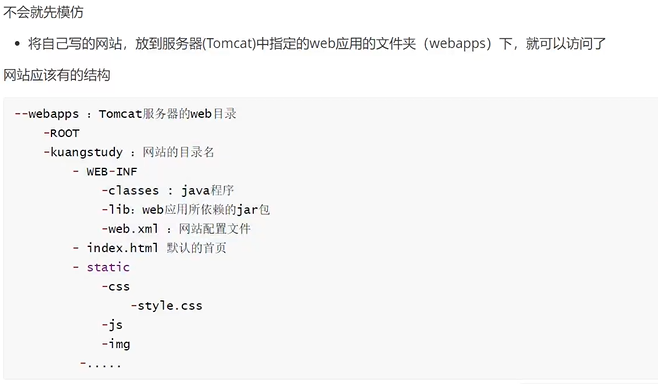 不会就先模仿
• 将自己写的网站，放到服务器(Tomcat)中指定的web应用的文件夹（webapps）下，就可以访问了
网站应该有的结构
--webapps ：Tomcat服务器的web目录
    -ROOT
    -kuangstudy ：网站的目录名
        - WEB-INF
            -classes : java程序
            -lib：web应用所依赖的jar包
            -web.xml ：网站配置文件
        - index.html 默认的首页
        - static
            -css
                -style.css
            -js
            -img
         -.....